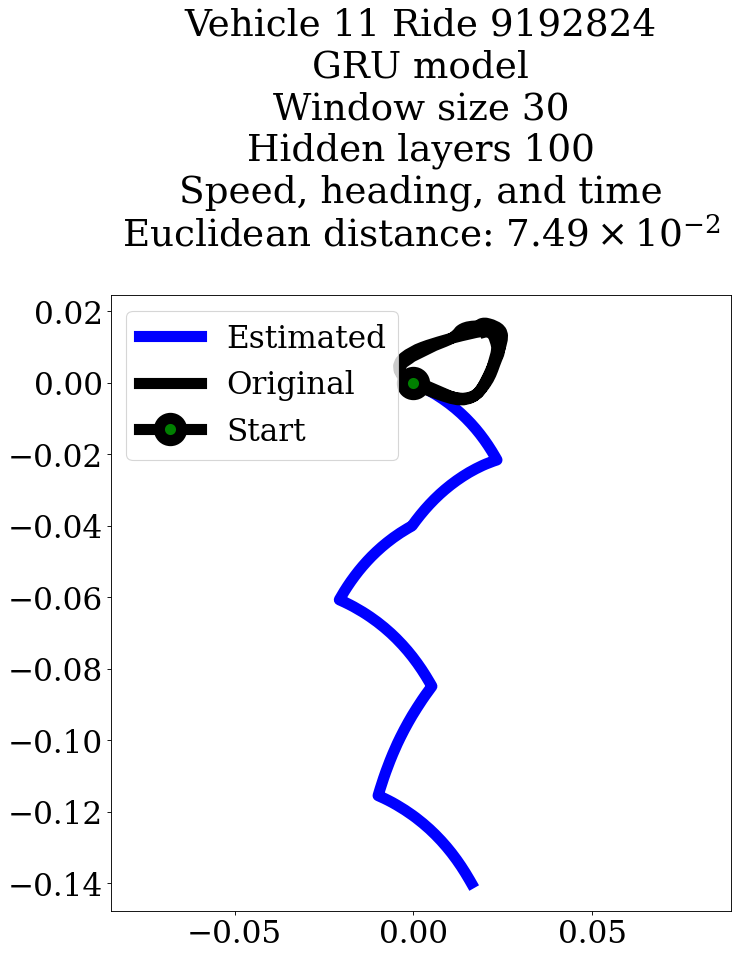 Vehicle 11 Ride 9192824
GRU model
Window size 30
Hidden layers 100
Speed, heading, and time
Euclidean distance: 7.49 × 10⁻²
Estimated
Original
Start
0.02
0.00
−0.02
−0.04
−0.06
−0.08
−0.10
−0.12
−0.14
−0.05 0.00 0.05